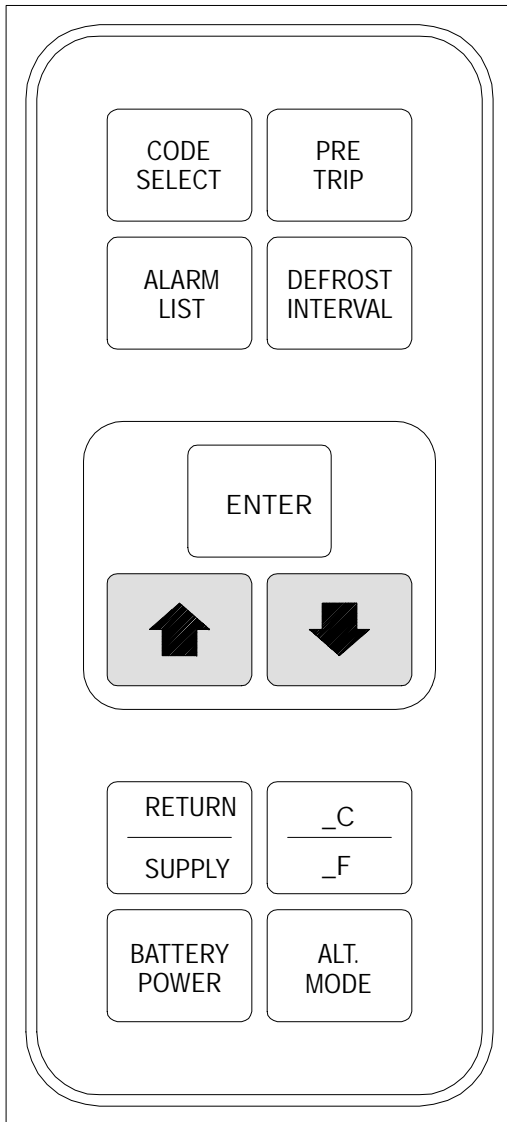 CODE
SELECT
PRE
TRIP
ALARM
LIST
DEFROST
INTERVAL
ENTER
RETURN
SUPPLY
_C
_F
BATTERY
POWER
ALT.
MODE